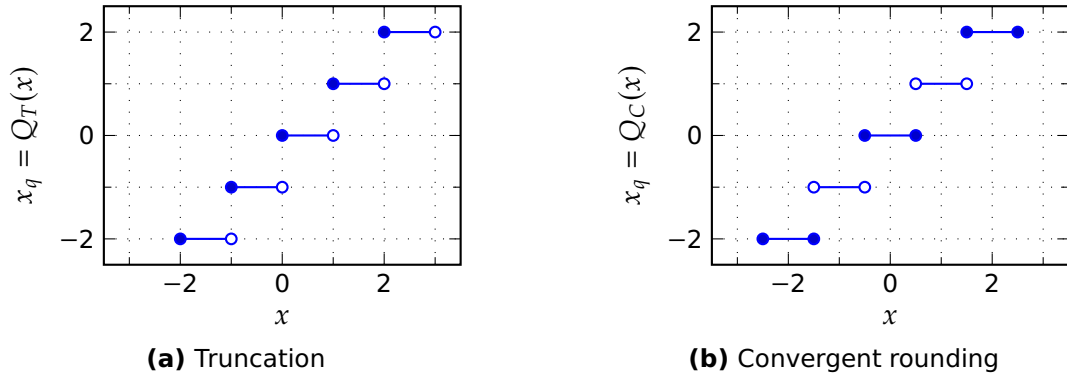 x_q = Q_T(x)
2
0
−2
−2 0 2
x
(a) Truncation
x_q = Q_C(x)
2
0
−2
−2 0 2
x
(b) Convergent rounding